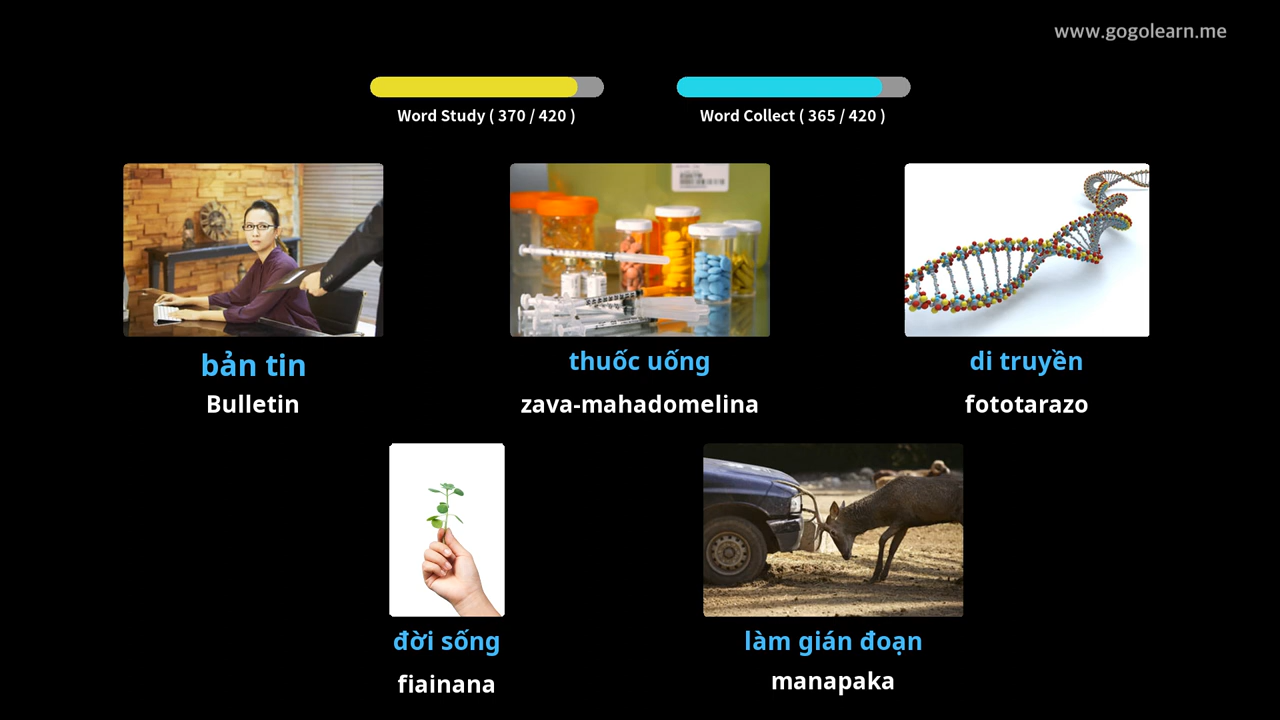 www.gogolearn.me
Word Study ( 370 / 420 )
Word Collect ( 365 / 420 )
bản tin
Bulletin
thuốc uống
zava-mahadomelina
di truyền
fototarazo
đời sống
fiainana
làm gián đoạn
manapaka